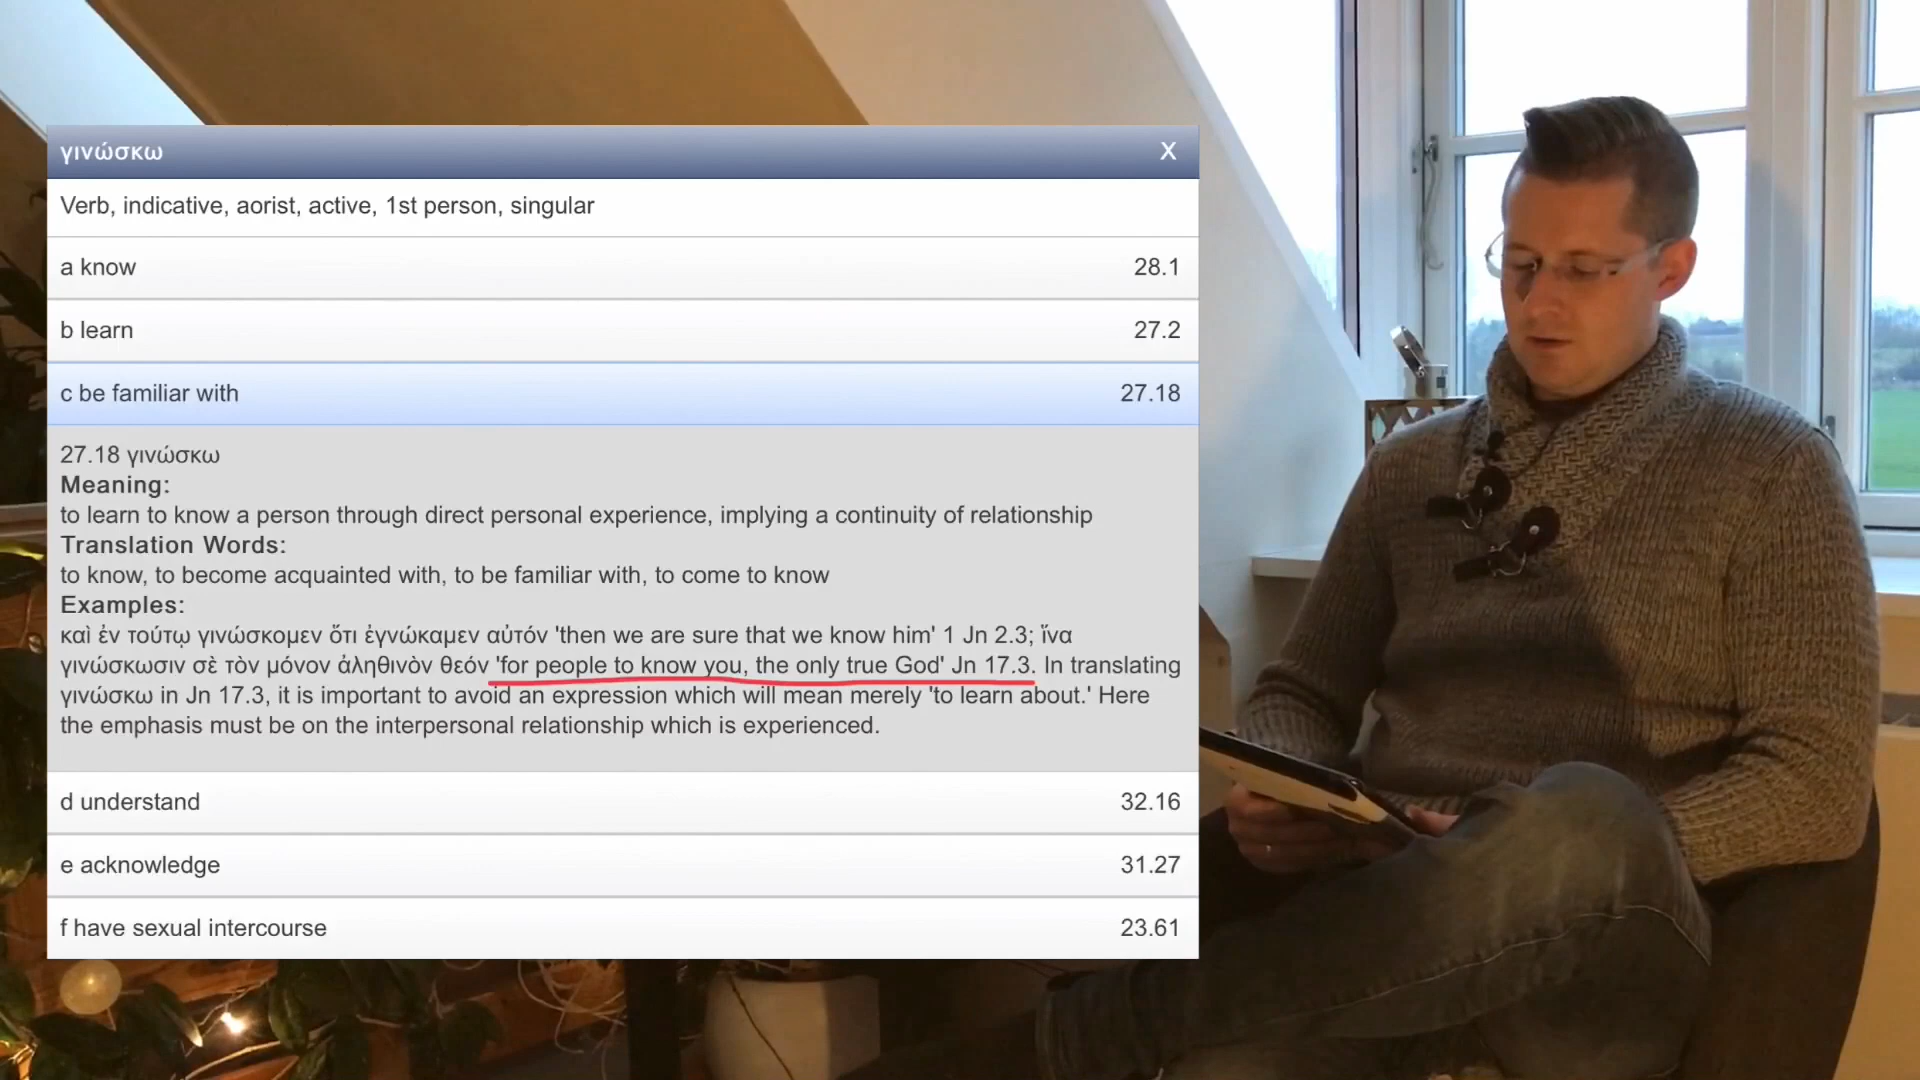 γινώσκω X
Verb, indicative, aorist, active, 1st person, singular
a know 28.1
b learn 27.2
c be familiar with 27.18
27.18 γινώσκω
Meaning:
to learn to know a person through direct personal experience, implying a continuity of relationship
Translation Words:
to know, to become acquainted with, to be familiar with, to come to know
Examples:
καὶ ἐν τούτῳ γινώσκομεν ὅτι ἐγνώκαμεν αὐτόν 'then we are sure that we know him' 1 Jn 2.3; ἵνα
γινώσκωσιν σὲ τὸν μόνον ἀληθινὸν θεόν 'for people to know you, the only true God' Jn 17.3. In translating
γινώσκω in Jn 17.3, it is important to avoid an expression which will mean merely 'to learn about.' Here
the emphasis must be on the interpersonal relationship which is experienced.
d understand 32.16
e acknowledge 31.27
f have sexual intercourse 23.61